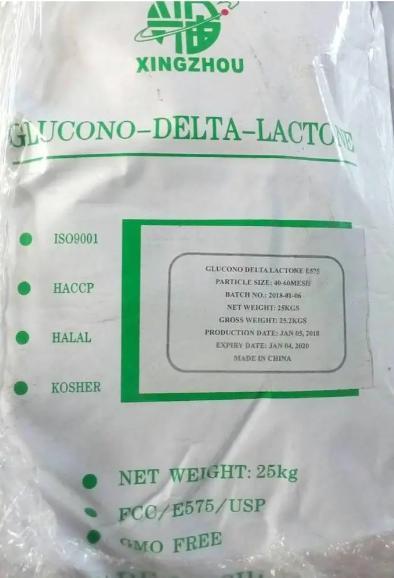 XINGZHOU
GLUCONO-DELTA-LACTONE
ISO9001
HACCP
HALAL
KOSHER
GLUCONO DELTA LACTONE E575
PARTICLE SIZE: 40-60MESH
BATCH NO.: 2018-01-06
NET WEIGHT: 25KGS
GROSS WEIGHT: 25.2KGS
PRODUCTION DATE: JAN 05, 2018
EXPIRY DATE: JAN 04, 2020
MADE IN CHINA
NET WEIGHT: 25kg
FCC/E575/USP
GMO FREE